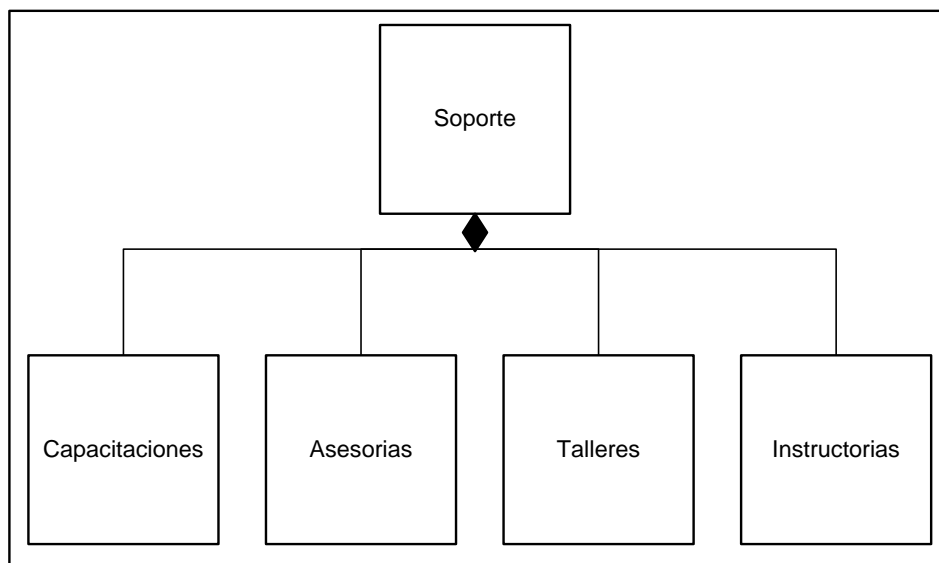 Soporte
Capacitaciones
Asesorias
Talleres
Instructorias